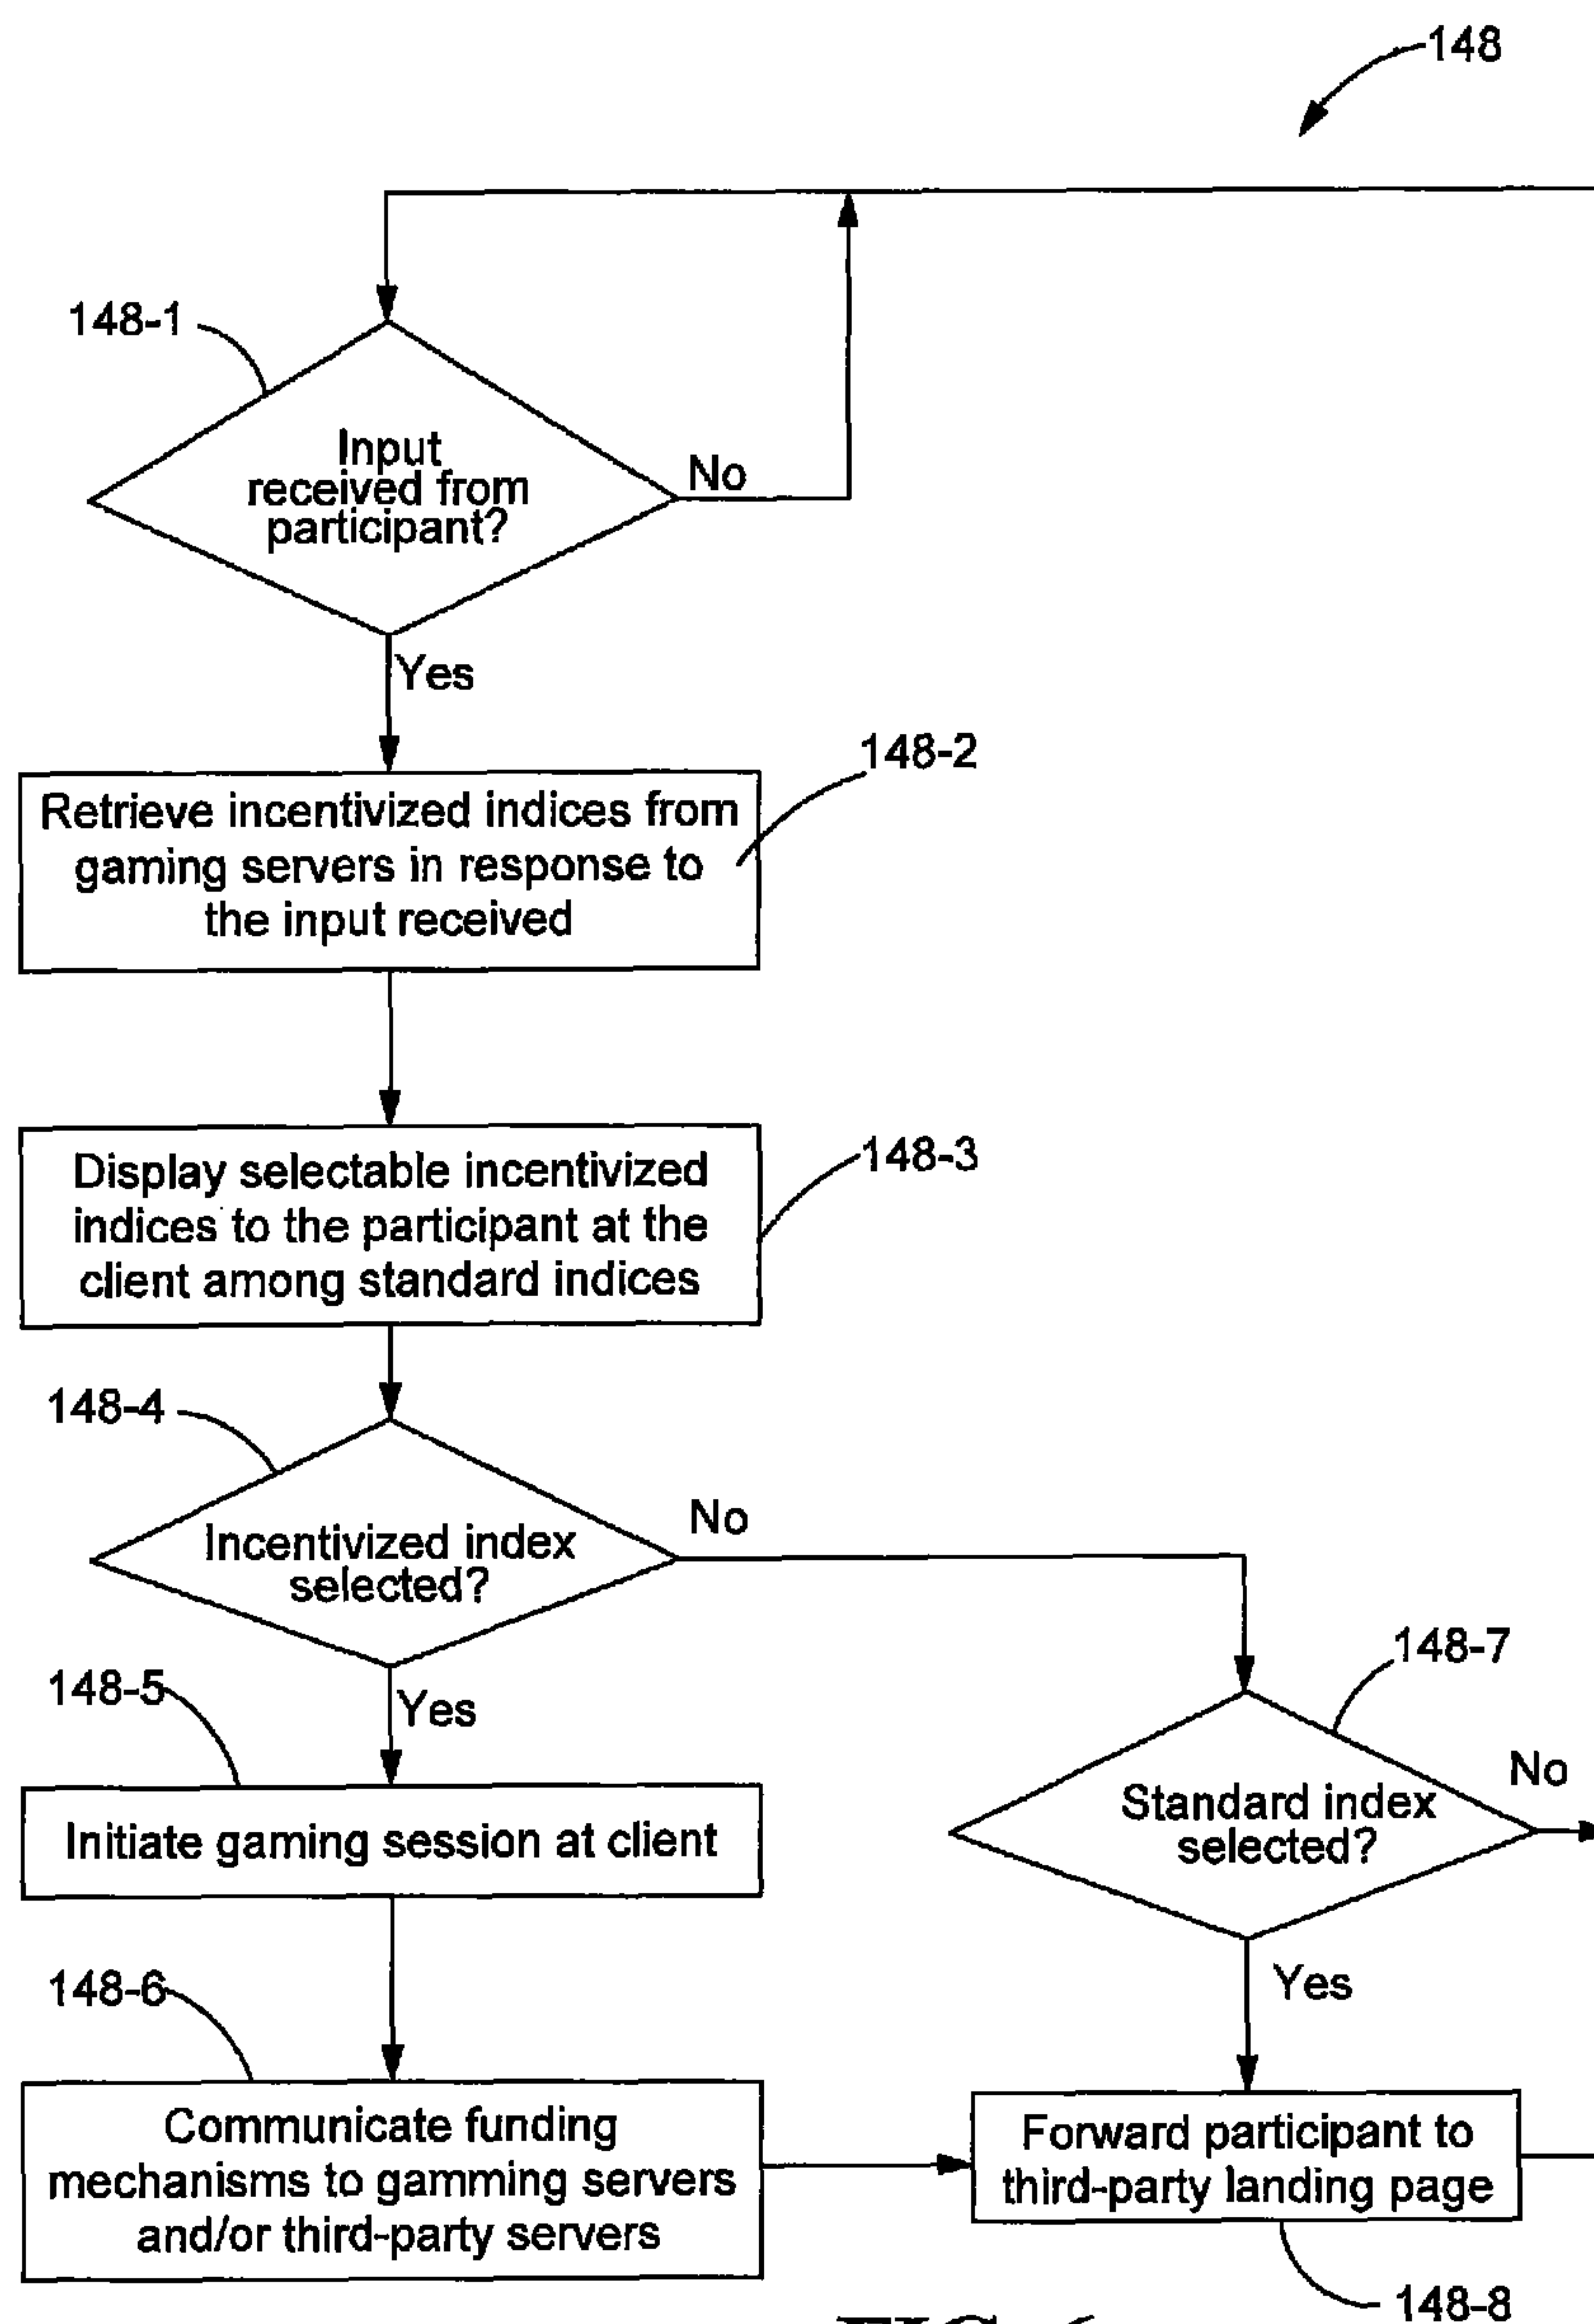 148
148-1
Input
received from
participant?
No
Yes
148-2
Retrieve incentivized indices from
gaming servers in response to
the input received
148-3
Display selectable incentivized
indices to the participant at the
client among standard indices
148-4
Incentivized index
selected?
No
148-5
Yes
Initiate gaming session at client
148-7
Standard index
selected?
No
Yes
148-6
Communicate funding
mechanisms to gamming servers
and/or third-party servers
Forward participant to
third-party landing page
148-8